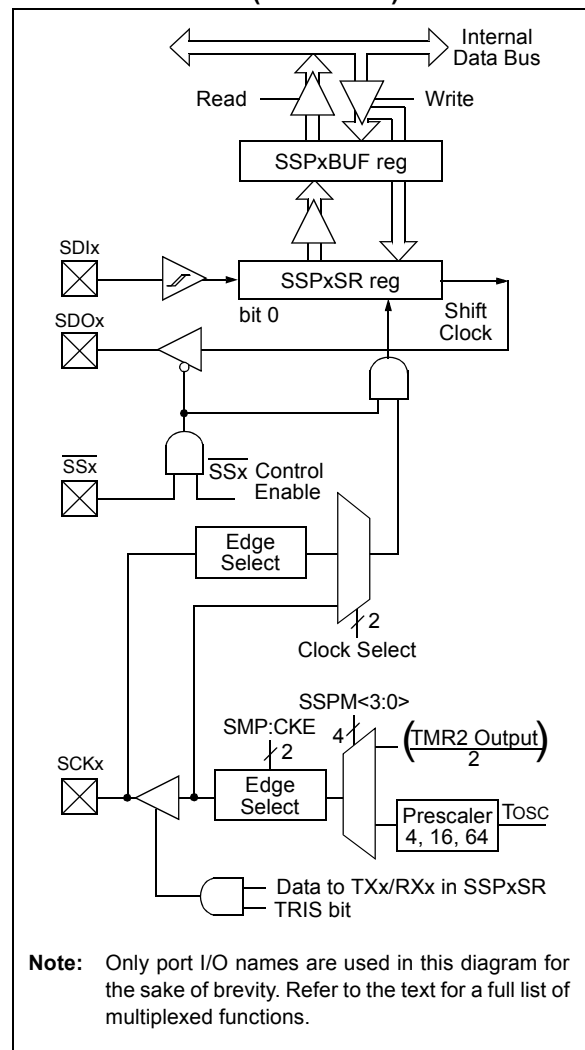 Internal
Data Bus
Read
Write
SSPxBUF reg
SDIx
SSPxSR reg
bit 0
Shift
Clock
SDOx
SSx
SSx Control
Enable
Edge
Select
2
Clock Select
SSPM<3:0>
SMP:CKE
4
2
(TMR2 Output
2)
SCKx
Edge
Select
Prescaler
4, 16, 64
TOSC
Data to TXx/RXx in SSPxSR
TRIS bit
Note: Only port I/O names are used in this diagram for
the sake of brevity. Refer to the text for a full list of
multiplexed functions.